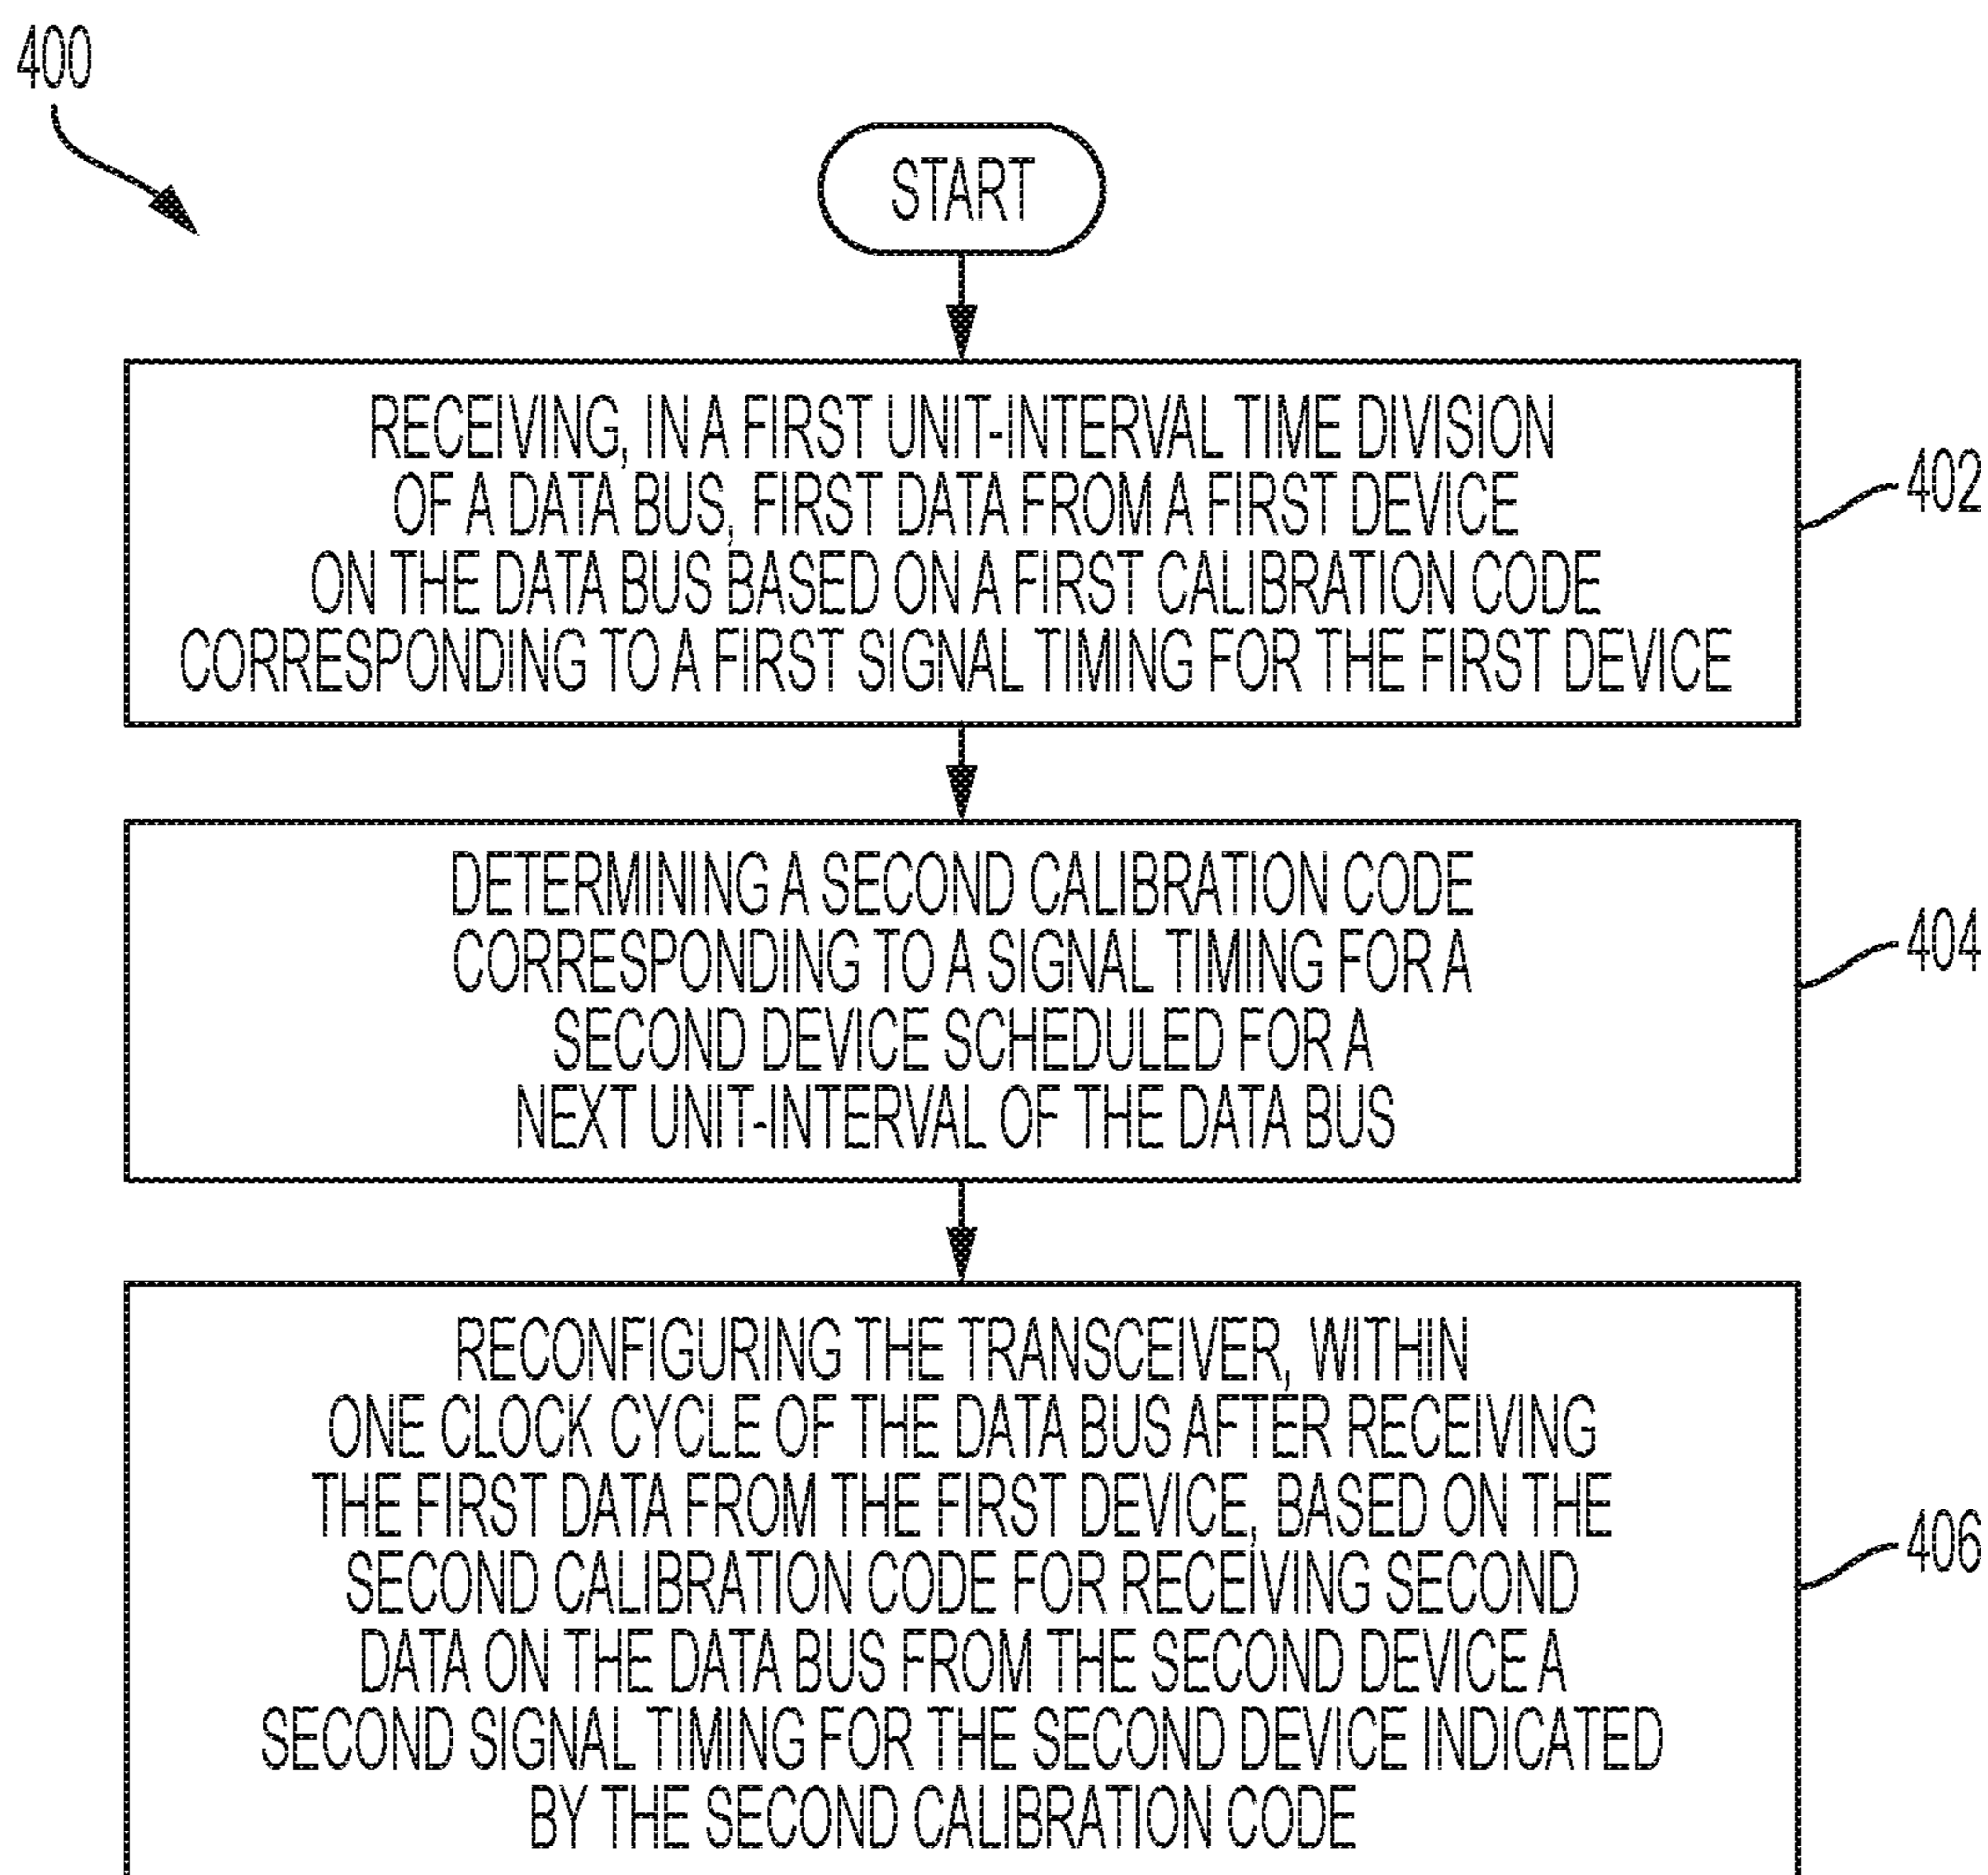 400
START
RECEIVING, IN A FIRST UNIT-INTERVAL TIME DIVISION
OF A DATA BUS, FIRST DATA FROM A FIRST DEVICE
ON THE DATA BUS BASED ON A FIRST CALIBRATION CODE
CORRESPONDING TO A FIRST SIGNAL TIMING FOR THE FIRST DEVICE
402
DETERMINING A SECOND CALIBRATION CODE
CORRESPONDING TO A SIGNAL TIMING FOR A
SECOND DEVICE SCHEDULED FOR A
NEXT UNIT-INTERVAL OF THE DATA BUS
404
RECONFIGURING THE TRANSCEIVER, WITHIN
ONE CLOCK CYCLE OF THE DATA BUS AFTER RECEIVING
THE FIRST DATA FROM THE FIRST DEVICE, BASED ON THE
SECOND CALIBRATION CODE FOR RECEIVING SECOND
DATA ON THE DATA BUS FROM THE SECOND DEVICE A
SECOND SIGNAL TIMING FOR THE SECOND DEVICE INDICATED
BY THE SECOND CALIBRATION CODE
406